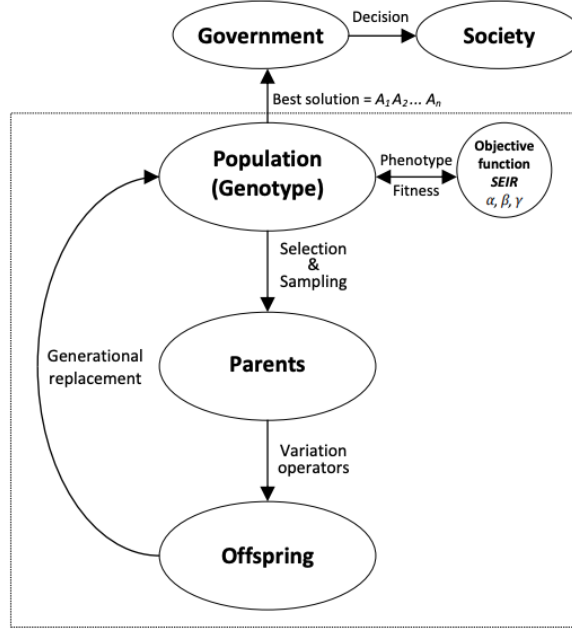 Government
Decision
Society
Best solution = A₁ A₂ ... Aₙ
Population
(Genotype)
Phenotype
Fitness
Objective
function
SEIR
α, β, γ
Selection
&
Sampling
Generational
replacement
Parents
Variation
operators
Offspring